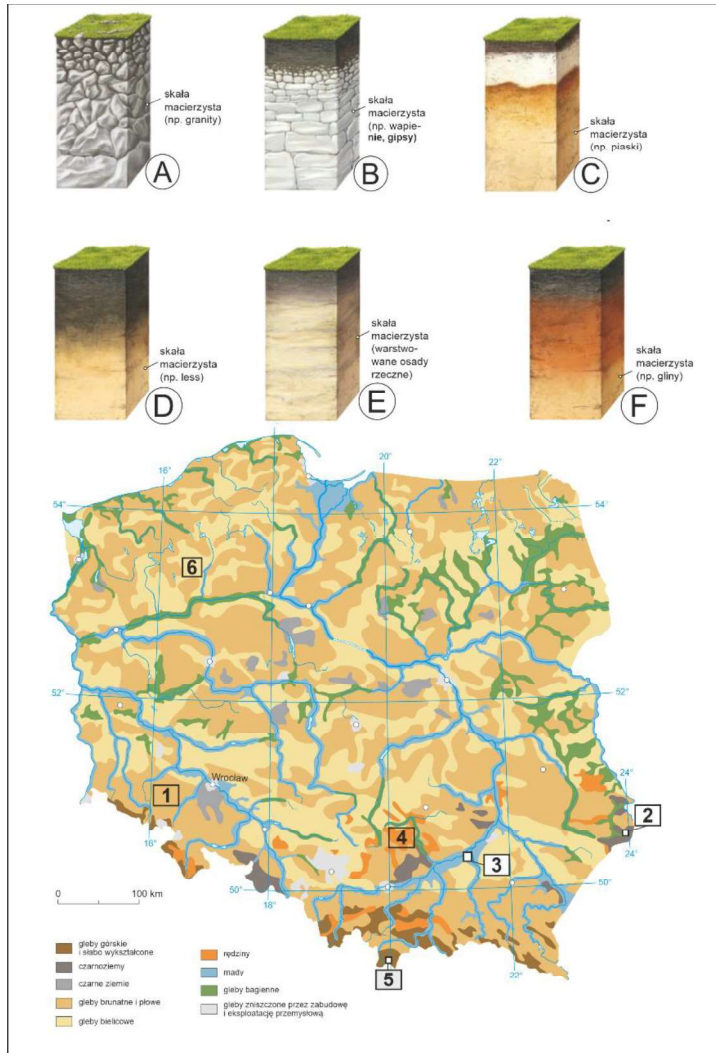 skała
macierzysta
(np. granity)
A
skała
macierzysta
(np. wapie-
nie, gipsy)
B
skała
macierzysta
(np. piaski)
C
skała
macierzysta
(np. less)
D
skała
macierzysta
(warstwo-
wane osady
rzeczne)
E
skała
macierzysta
(np. gliny)
F
16°
20°
22°
54°
54°
6
52°
52°
Wrocław
24°
1
2
16°
4
24°
3
50°
50°
18°
0
100 km
22°
5
gleby górskie
i słabo wykształcone
czarnoziemy
czarne ziemie
gleby brunatne i płowe
gleby bielicowe
rędziny
mady
gleby bagienne
gleby zniszczone przez zabudowę
i eksploatację przemysłową